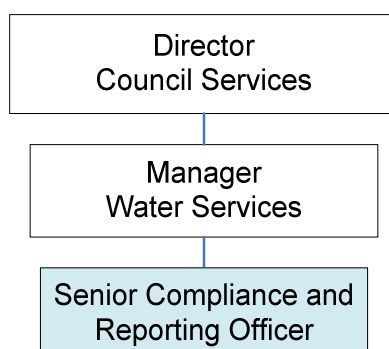 Director
Council Services
Manager
Water Services
Senior Compliance and
Reporting Officer